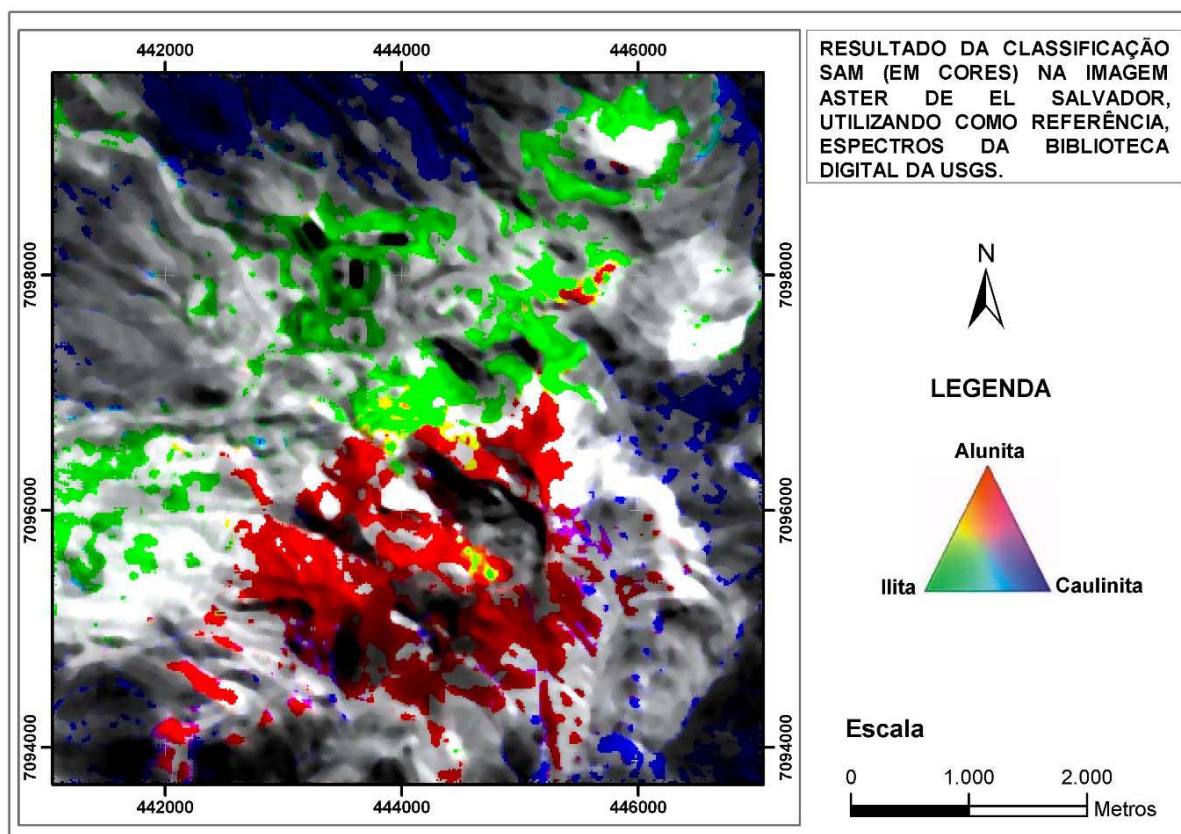 442000 444000 446000
7098000 7098000
7096000 7096000
7094000 7094000
442000 444000 446000
RESULTADO DA CLASSIFICAÇÃO
SAM (EM CORES) NA IMAGEM
ASTER DE EL SALVADOR,
UTILIZANDO COMO REFERÊNCIA,
ESPECTROS DA BIBLIOTECA
DIGITAL DA USGS.
N
LEGENDA
Alunita
Ilita Caulinita
Escala
0 1.000 2.000
Metros